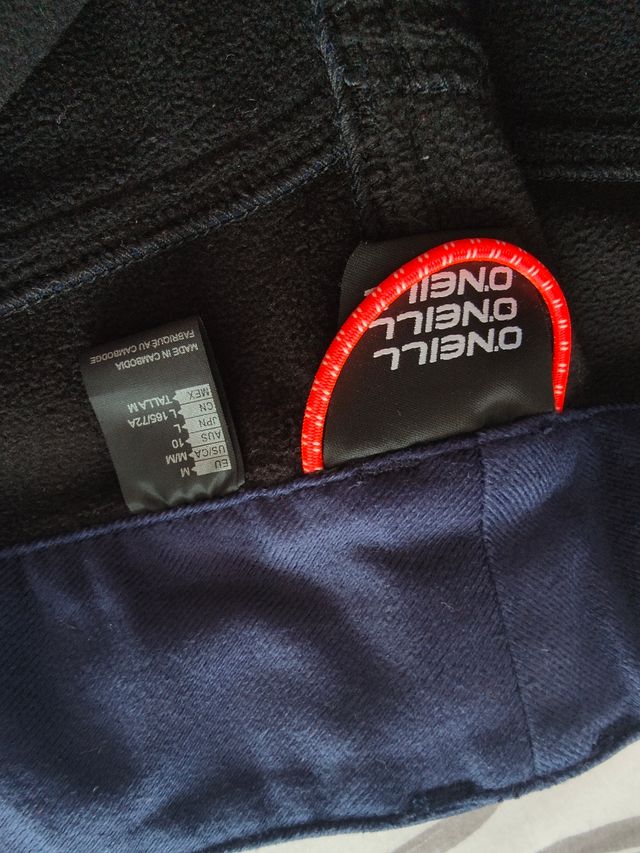 O'NEILL
O'NEILL
O'NEILL
EU M
US/CA M/M
AUS 10
JPN L
CN L 165/72A
MEX TALLA M
MADE IN CAMBODIA
FABRIQUÉ AU CAMBODGE